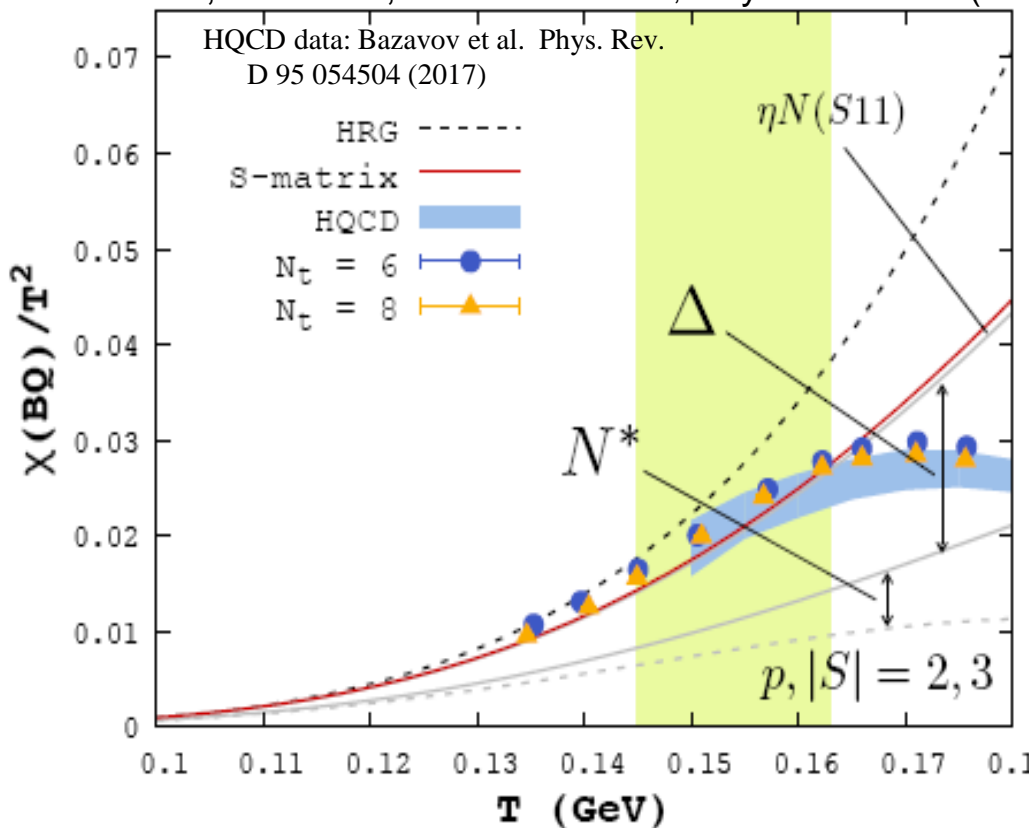 HQCD data: Bazavov et al. Phys. Rev.
D 95 054504 (2017)
HRG
S-matrix
HQCD
N_t = 6
N_t = 8
ηN(S11)
Δ
N*
p, |S| = 2, 3
χ(BQ)/T²
0.07
0.06
0.05
0.04
0.03
0.02
0.01
0
0.1 0.11 0.12 0.13 0.14 0.15 0.16 0.17
T (GeV)